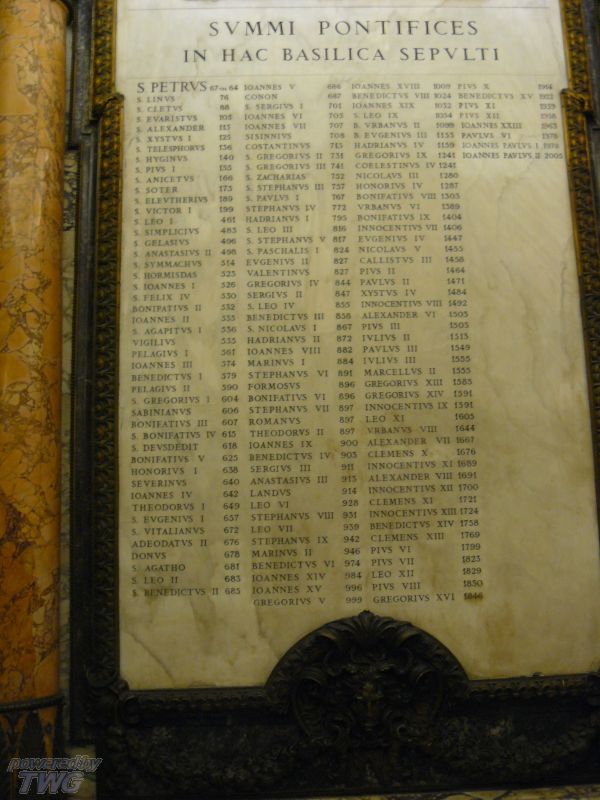 SVMMI PONTIFICES
IN HAC BASILICA SEPVLTI
S. PETRVS 67 vel 64
S. LINVS 76
S. CLETVS 88
S. EVARISTVS 105
S. ALEXANDER 115
S. XYSTVS I 125
S. TELESPHORVS 136
S. HYGINVS 140
S. PIVS I 155
S. ANICETVS 166
S. SOTER 175
S. ELEVTHERIVS 189
S. VICTOR I 199
S. LEO I 461
S. SIMPLICIVS 483
S. GELASIVS 496
S. ANASTASIVS II 498
S. SYMMACHVS 514
S. HORMISDAS 523
S. IOANNES I 526
S. FELIX IV 530
BONIFATIVS II 532
IOANNES II 535
S. AGAPITVS I 536
VIGILIVS 555
PELAGIVS I 561
IOANNES III 574
BENEDICTVS I 579
PELAGIVS II 590
S. GREGORIVS I 604
SABINIANVS 606
BONIFATIVS III 607
S. BONIFATIVS IV 615
S. DEVSDEDIT 618
BONIFATIVS V 625
HONORIVS I 638
SEVERINVS 640
IOANNES IV 642
THEODORVS I 649
S. EVGENIVS I 657
S. VITALIANVS 672
ADEODATVS II 676
DONVS 678
S. AGATHO 681
S. LEO II 683
S. BENEDICTVS II 685
IOANNES V 686
CONON 687
S. SERGIVS I 701
IOANNES VI 705
IOANNES VII 707
SISINNIVS 708
COSTANTINVS 715
S. GREGORIVS II 731
S. GREGORIVS III 741
S. ZACHARIAS 752
S. STEPHANVS III 757
S. PAVLVS I 767
STEPHANVS IV 772
HADRIANVS I 795
S. LEO III 816
S. STEPHANVS V 817
S. PASCHALIS I 824
EVGENIVS II 827
VALENTINVS 827
GREGORIVS IV 844
SERGIVS II 847
S. LEO IV 855
BENEDICTVS III 858
S. NICOLAVS I 867
HADRIANVS II 872
IOANNES VIII 882
MARINVS I 884
STEPHANVS VI 891
FORMOSVS 896
BONIFATIVS VI 896
STEPHANVS VII 897
ROMANVS 897
THEODORVS II 897
IOANNES IX 900
BENEDICTVS IV 903
SERGIVS III 911
ANASTASIVS III 913
LANDVS 914
LEO VI 928
STEPHANVS VIII 931
LEO VII 939
STEPHANVS IX 942
MARINVS II 946
BENEDICTVS VI 974
IOANNES XIV 984
IOANNES XV 996
GREGORIVS V 999
IOANNES XVIII 1009
BENEDICTVS VIII 1024
IOANNES XIX 1032
S. LEO IX 1054
B. VRBANVS II 1099
B. EVGENIVS III 1153
HADRIANVS IV 1159
GREGORIVS IX 1241
COELESTINVS IV 1241
NICOLAVS III 1280
HONORIVS IV 1287
BONIFATIVS VIII 1303
VRBANVS VI 1389
BONIFATIVS IX 1404
INNOCENTIVS VII 1406
EVGENIVS IV 1447
NICOLAVS V 1455
CALLISTVS III 1458
PIVS II 1464
PAVLVS II 1471
XYSTVS IV 1484
INNOCENTIVS VIII 1492
ALEXANDER VI 1503
PIVS III 1503
IVLIVS II 1513
PAVLVS III 1549
IVLIVS III 1555
MARCELLVS II 1555
GREGORIVS XIII 1585
GREGORIVS XIV 1591
INNOCENTIVS IX 1591
LEO XI 1605
VRBANVS VIII 1644
ALEXANDER VII 1667
CLEMENS X 1676
INNOCENTIVS XI 1689
ALEXANDER VIII 1691
INNOCENTIVS XII 1700
CLEMENS XI 1721
INNOCENTIVS XIII 1724
BENEDICTVS XIV 1758
CLEMENS XIII 1769
PIVS VI 1799
PIVS VII 1823
LEO XII 1829
PIVS VIII 1830
GREGORIVS XVI 1846
PIVS X 1914
BENEDICTVS XV 1922
PIVS XI 1939
PIVS XII 1958
IOANNES XXIII 1963
PAVLVS VI 1978
IOANNES PAVLVS I 1978
IOANNES PAVLVS II 2005
powered by
TWG